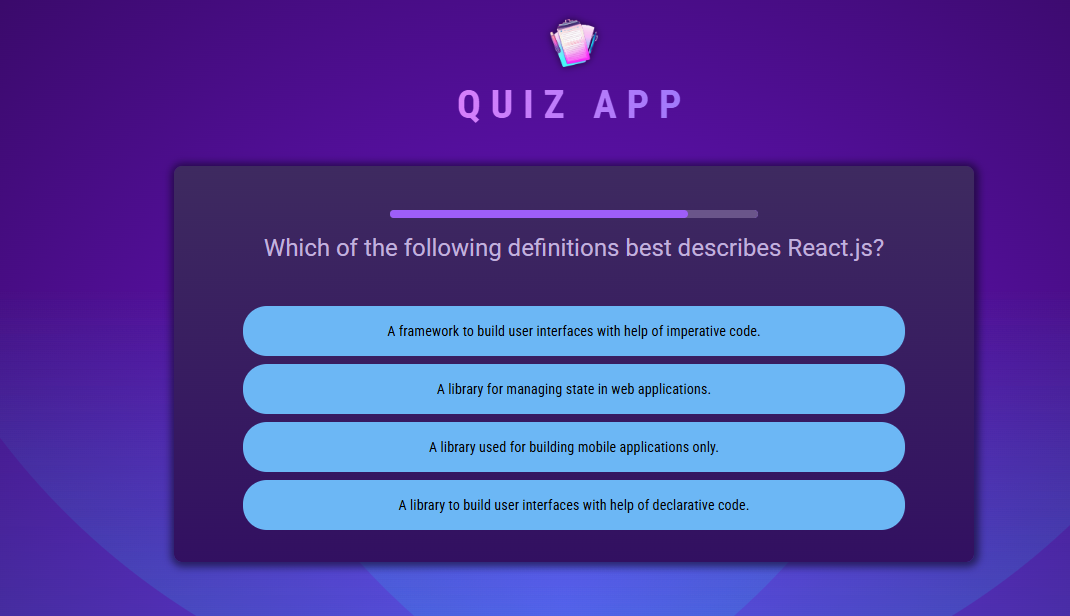 QUIZ APP
Which of the following definitions best describes React.js?
A framework to build user interfaces with help of imperative code.
A library for managing state in web applications.
A library used for building mobile applications only.
A library to build user interfaces with help of declarative code.